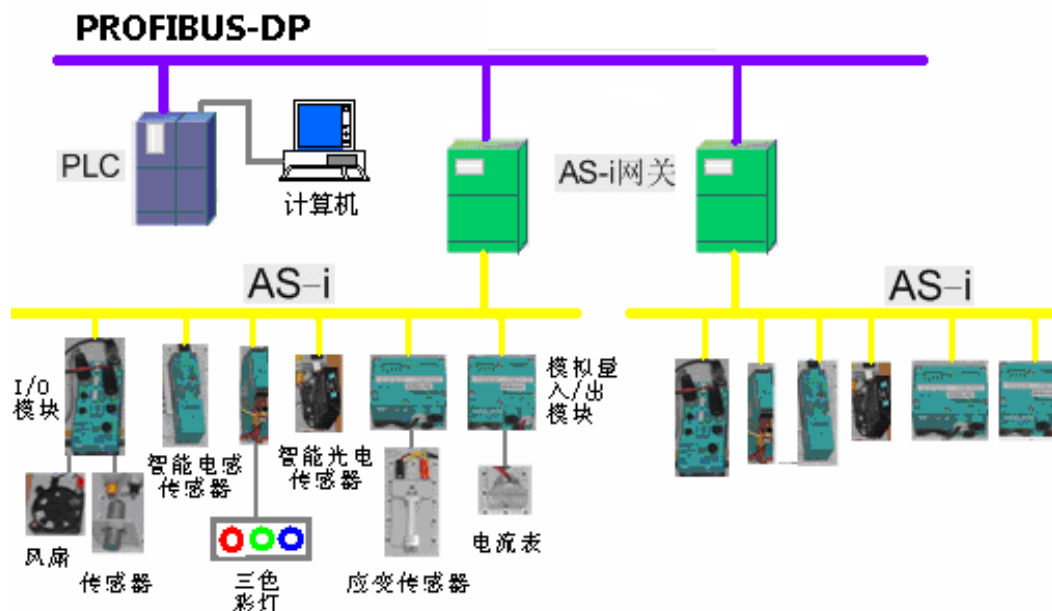 PROFIBUS-DP
PLC
计算机
AS-i网关
AS-i
AS-i
I/O
模块
智能电感
传感器
智能光电
传感器
模拟量
入/出
模块
风扇
传感器
三色
彩灯
应变传感器
电流表